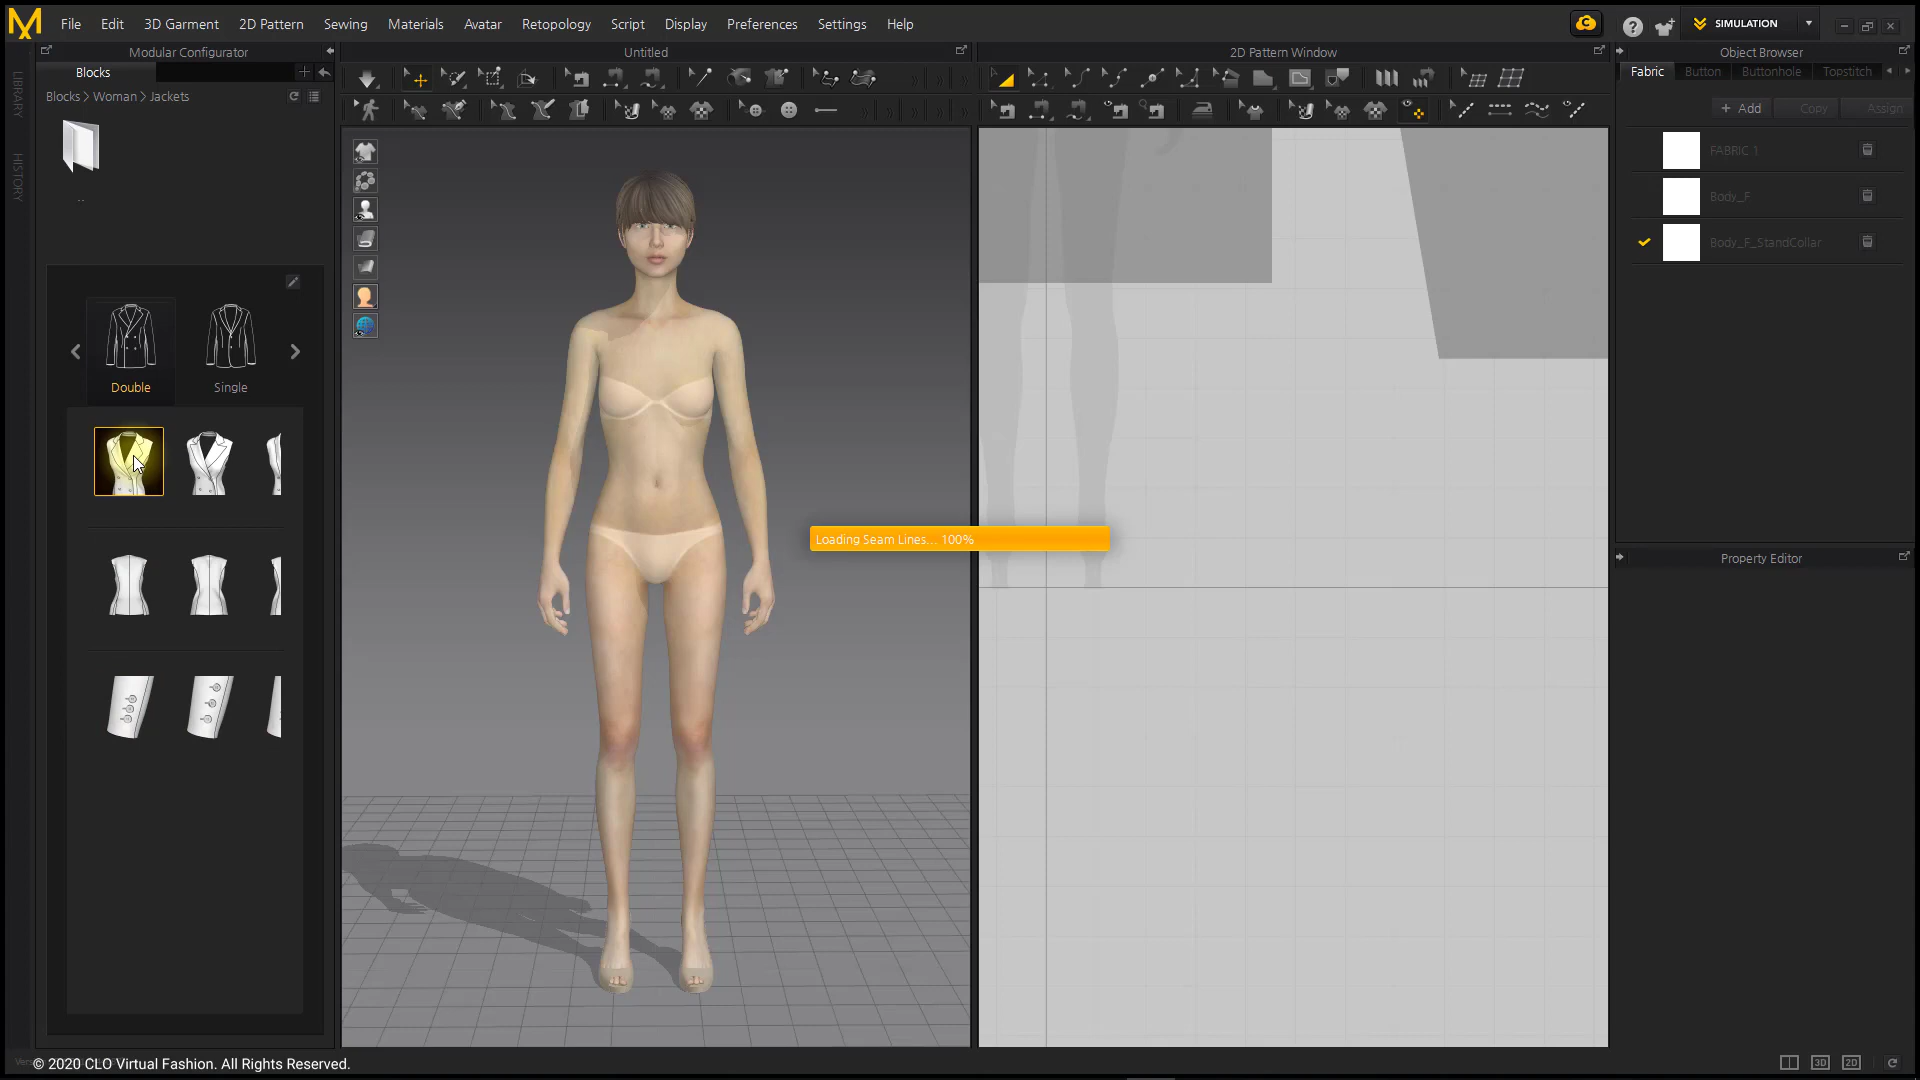 File Edit 3D Garment 2D Pattern Sewing Materials Avatar Retopology Script Display Preferences Settings Help
SIMULATION
Modular Configurator
Untitled
2D Pattern Window
Object Browser
Blocks
Fabric Button Buttonhole Topstitch
Blocks > Woman > Jackets
+ Add Copy Assign
LIBRARY
HISTORY
..
FABRIC 1
Body_F
Body_F_StandCollar
Double Single
Loading Seam Lines... 100%
Property Editor
© 2020 CLO Virtual Fashion. All Rights Reserved.
3D 2D